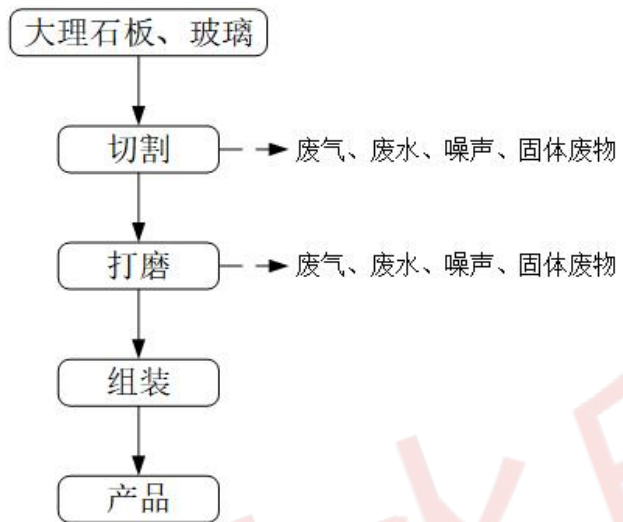 大理石板、玻璃
切割
废气、废水、噪声、固体废物
打磨
废气、废水、噪声、固体废物
组装
产品